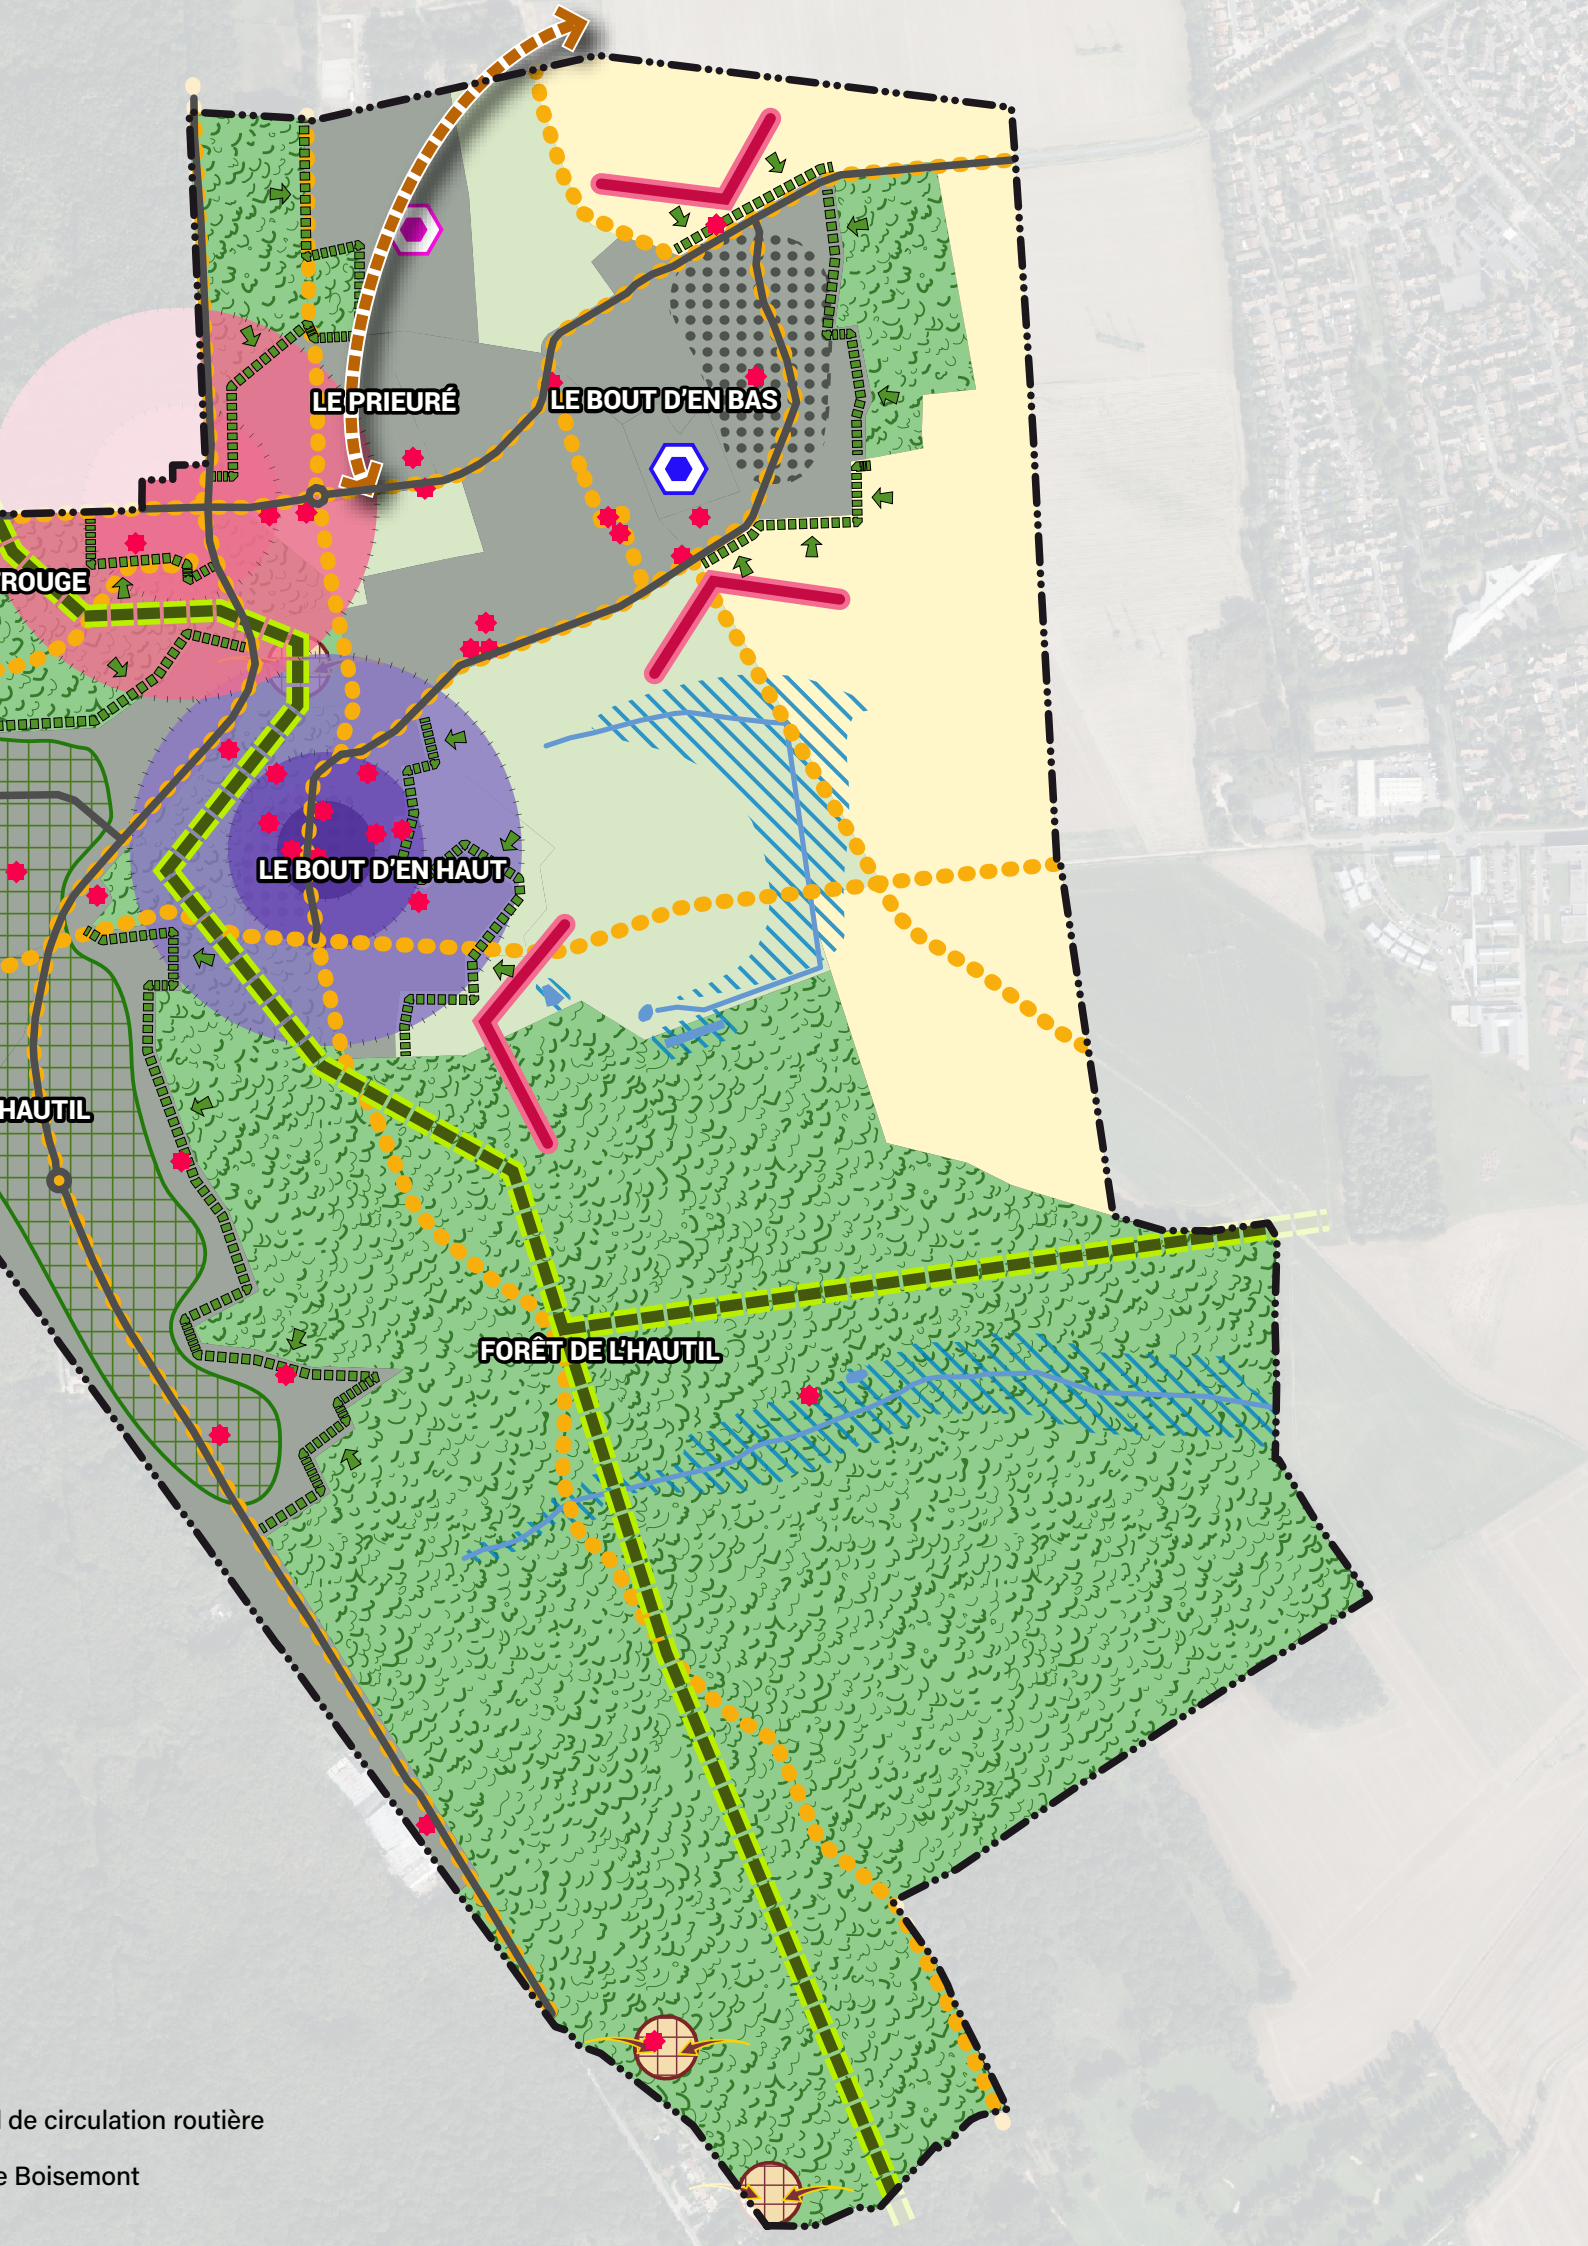 LE PRIEURÉ
LE BOUT D'EN BAS
ROUGE
LE BOUT D'EN HAUT
HAUTIL
FORÊT DE L'HAUTIL
de circulation routière
e Boisemont